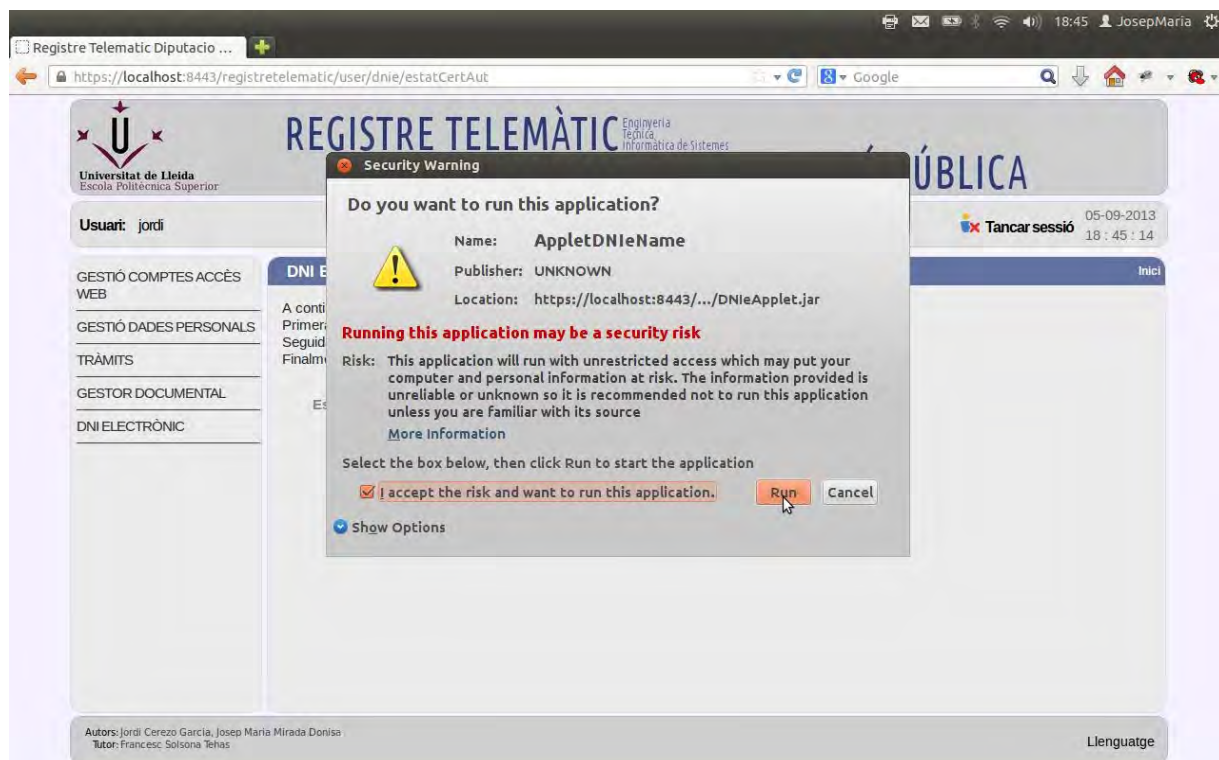 18:45 JosepMaria
Registre Telematic Diputacio ...
https://localhost:8443/registretelematic/user/dnie/estatCertAut
Google
Ü
Universitat de Lleida
Escola Politècnica Superior
REGISTRE TELEMÀTIC
Enginyeria
Tècnica
Informàtica de Sistemes
ÚBLICA
Usuari: jordi
Tancar sessió
05-09-2013
18 : 45 : 14
GESTIÓ COMPTES ACCÈS
WEB
GESTIÓ DADES PERSONALS
TRÀMITS
GESTOR DOCUMENTAL
DNI ELECTRÒNIC
DNI E
Inici
A conti
Primera
Seguid
Finalme
Es
Security Warning
Do you want to run this application?
Name: AppletDNIeName
Publisher: UNKNOWN
Location: https://localhost:8443/.../DNIeApplet.jar
Running this application may be a security risk
Risk: This application will run with unrestricted access which may put your
computer and personal information at risk. The information provided is
unreliable or unknown so it is recommended not to run this application
unless you are familiar with its source
More Information
Select the box below, then click Run to start the application
I accept the risk and want to run this application.
Run
Cancel
Show Options
Autors: Jordi Cerezo Garcia, Josep Maria Mirada Donisa
Tutor: Francesc Solsona Tehas
Llenguatge